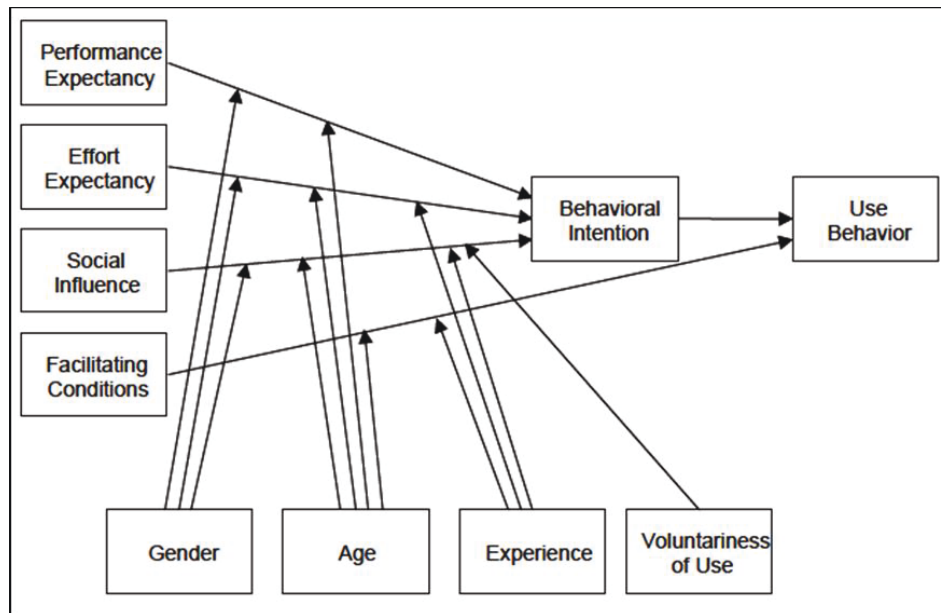 Performance
Expectancy
Effort
Expectancy
Social
Influence
Facilitating
Conditions
Behavioral
Intention
Use
Behavior
Gender
Age
Experience
Voluntariness
of Use